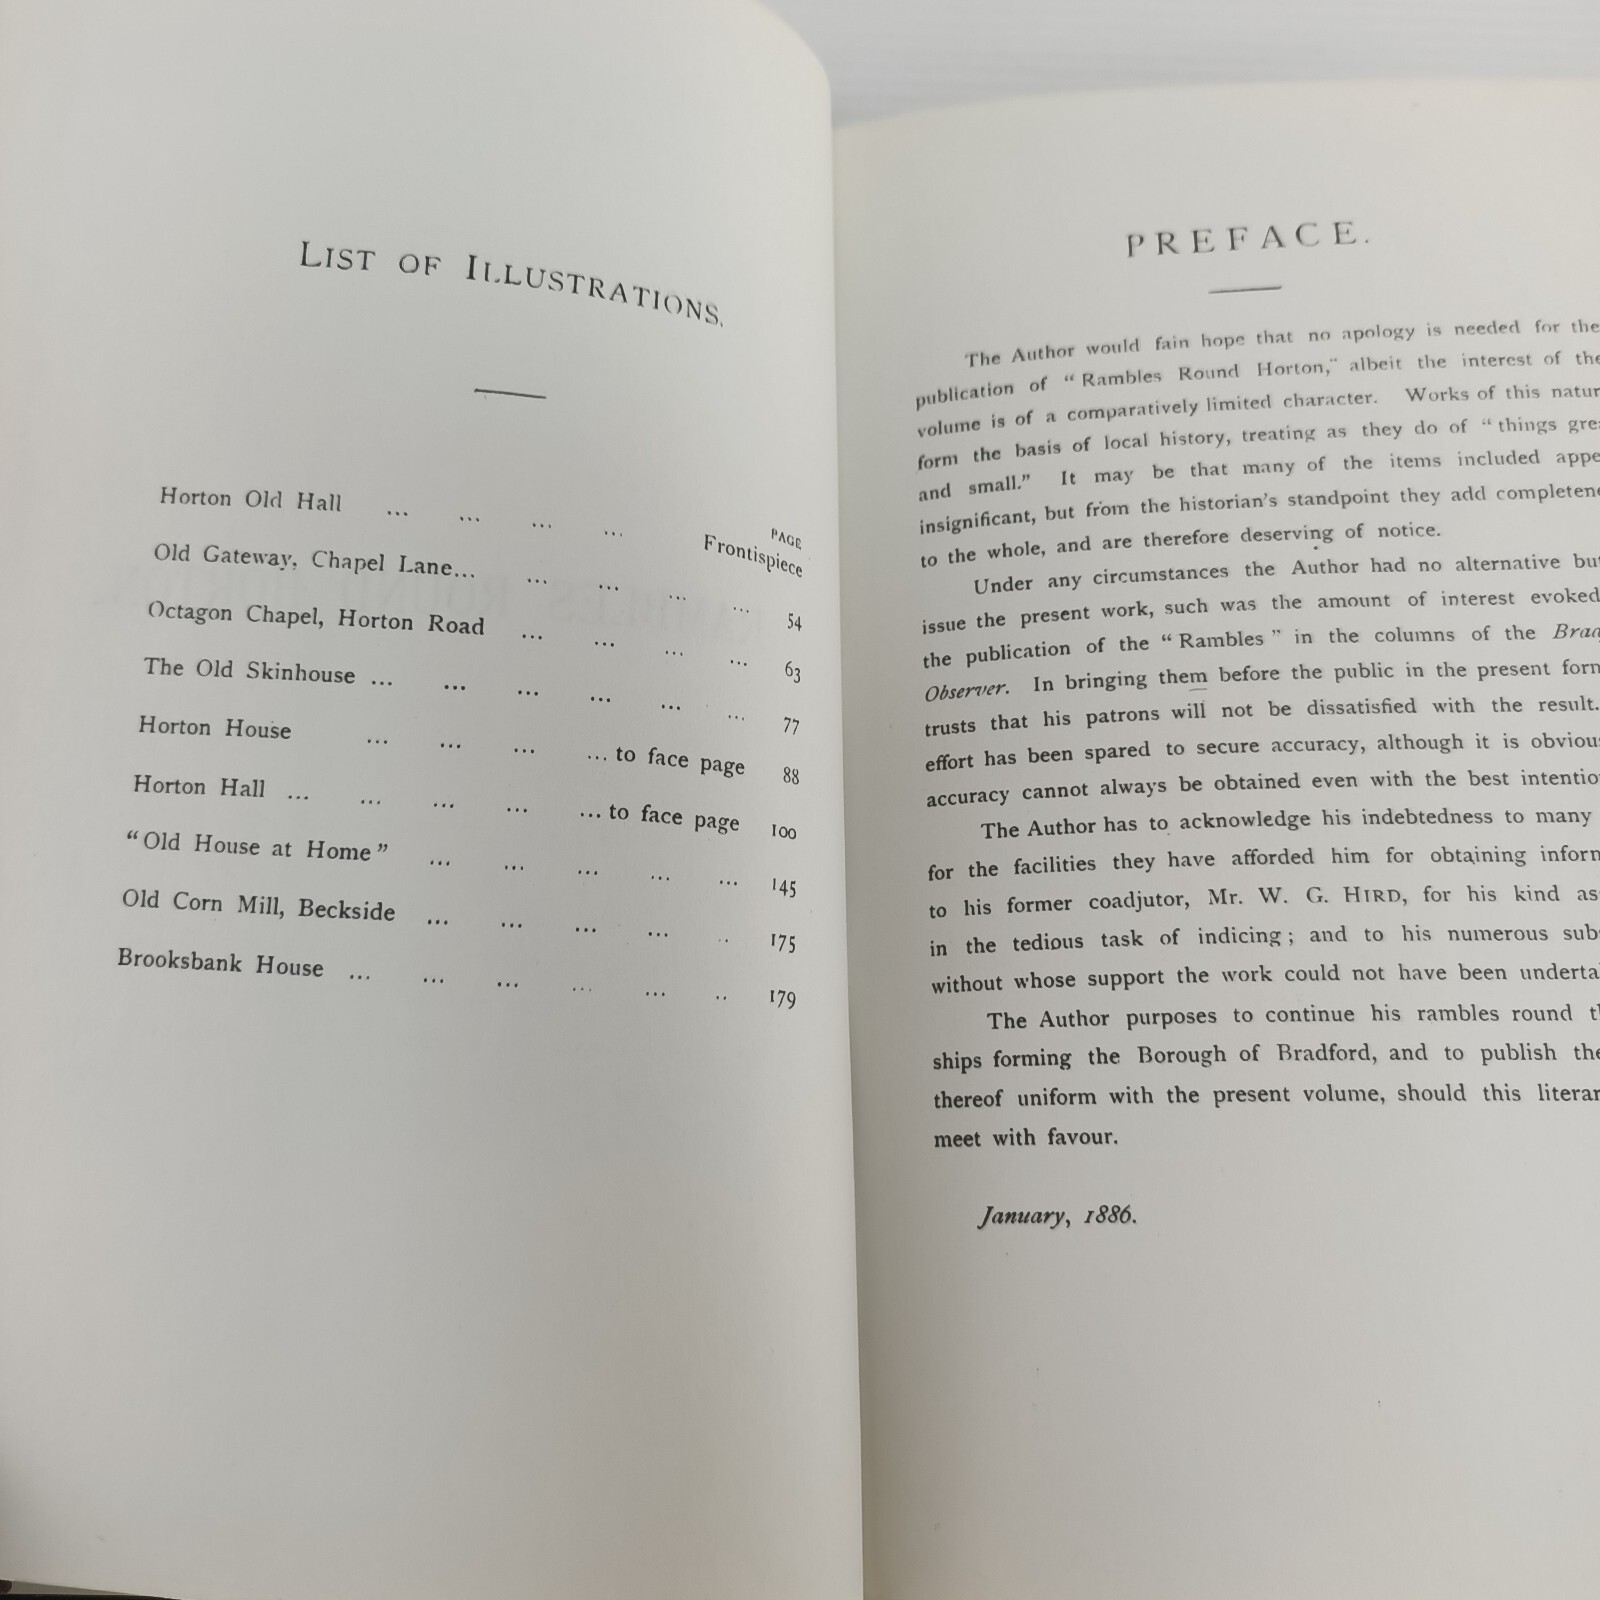 LIST OF ILLUSTRATIONS.
PAGE
Horton Old Hall ... ... ... ... Frontispiece
Old Gateway, Chapel Lane... ... ... ... ... 54
Octagon Chapel, Horton Road ... ... ... ... 63
The Old Skinhouse ... ... ... ... ... ... 77
Horton House ... ... ... ... to face page 88
Horton Hall ... ... ... ... ... to face page 100
"Old House at Home" ... ... ... ... ... 145
Old Corn Mill, Beckside ... ... ... ... .. 175
Brooksbank House ... ... ... ... ... .. 179
PREFACE.
The Author would fain hope that no apology is needed for the
publication of "Rambles Round Horton," albeit the interest of the
volume is of a comparatively limited character. Works of this natur
form the basis of local history, treating as they do of "things grea
and small." It may be that many of the items included appe
insignificant, but from the historian's standpoint they add completene
to the whole, and are therefore deserving of notice.
Under any circumstances the Author had no alternative but
issue the present work, such was the amount of interest evoked
the publication of the "Rambles" in the columns of the Brad
Observer. In bringing them before the public in the present form
trusts that his patrons will not be dissatisfied with the result.
effort has been spared to secure accuracy, although it is obvious
accuracy cannot always be obtained even with the best intentio
The Author has to acknowledge his indebtedness to many
for the facilities they have afforded him for obtaining inform
to his former coadjutor, Mr. W. G. HIRD, for his kind as
in the tedious task of indicing; and to his numerous sub
without whose support the work could not have been underta
The Author purposes to continue his rambles round t
ships forming the Borough of Bradford, and to publish the
thereof uniform with the present volume, should this literar
meet with favour.
January, 1886.